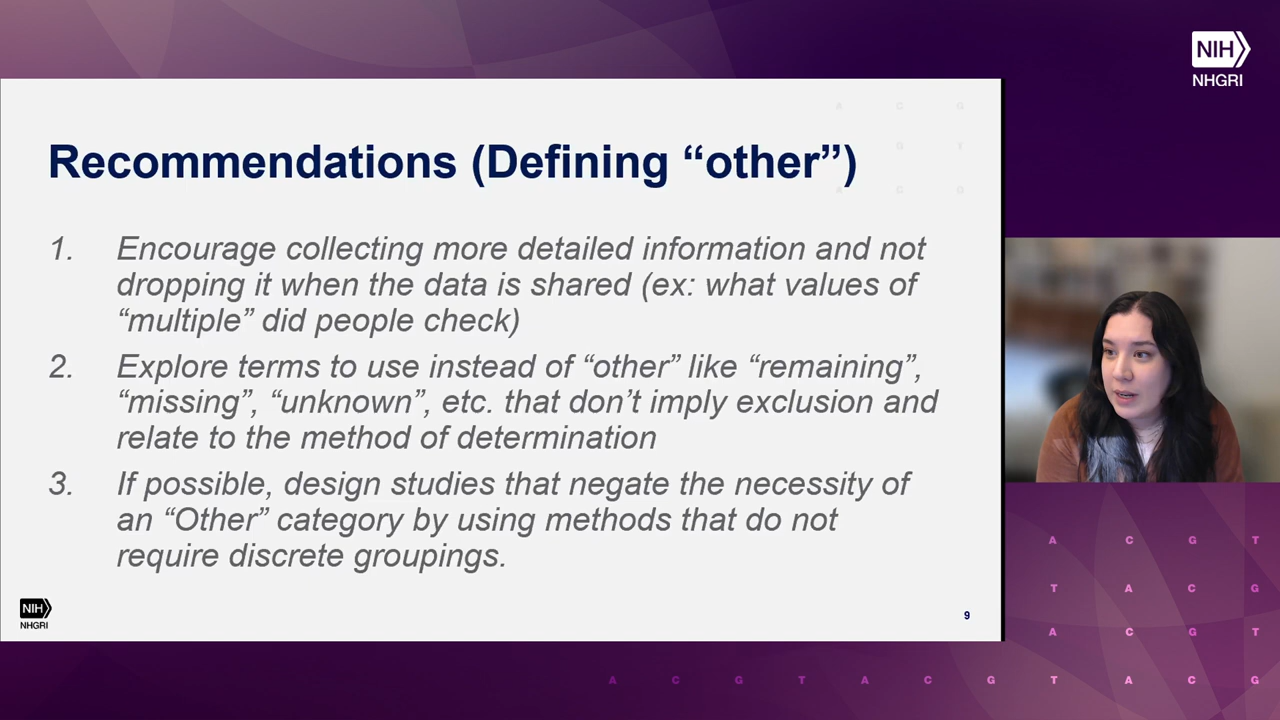 NIH
NHGRI
A C G
G T
A C G
Recommendations (Defining “other”)
1. Encourage collecting more detailed information and not
dropping it when the data is shared (ex: what values of
“multiple” did people check)
2. Explore terms to use instead of “other” like “remaining”,
“missing”, “unknown”, etc. that don’t imply exclusion and
relate to the method of determination
3. If possible, design studies that negate the necessity of
an “Other” category by using methods that do not
require discrete groupings.
NIH
NHGRI
9
A C G T
T A C G
A C G T
A C G T A C G T A C G